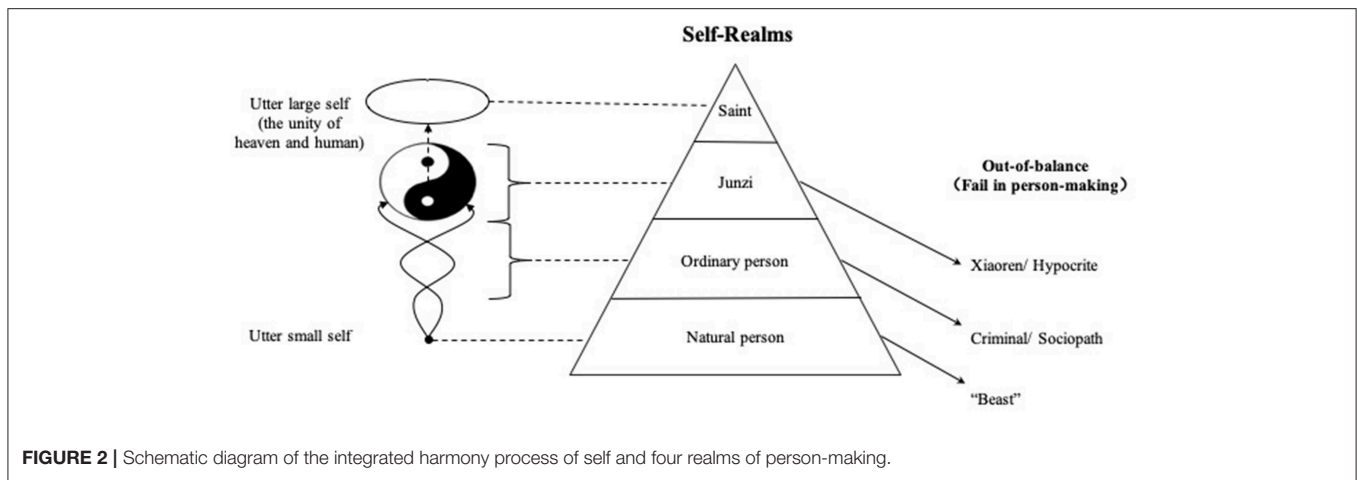 Self-Realms
Utter large self
(the unity of
heaven and human)
Saint
Junzi
Out-of-balance
（Fail in person-making）
Ordinary person
Xiaoren/ Hypocrite
Utter small self
Natural person
Criminal/ Sociopath
“Beast”
FIGURE 2 | Schematic diagram of the integrated harmony process of self and four realms of person-making.